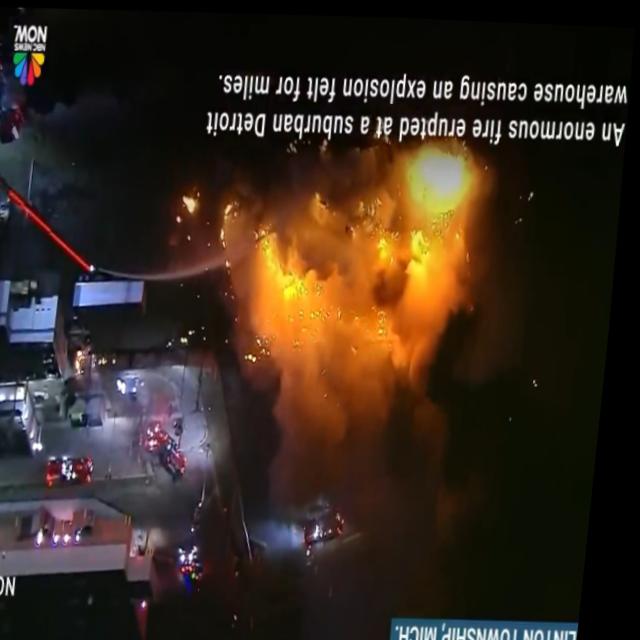 NTON TOWNSHIP, MICH.
An enormous fire erupted at a suburban Detroit
warehouse causing an explosion felt for miles.
NBC NEWS
NOW